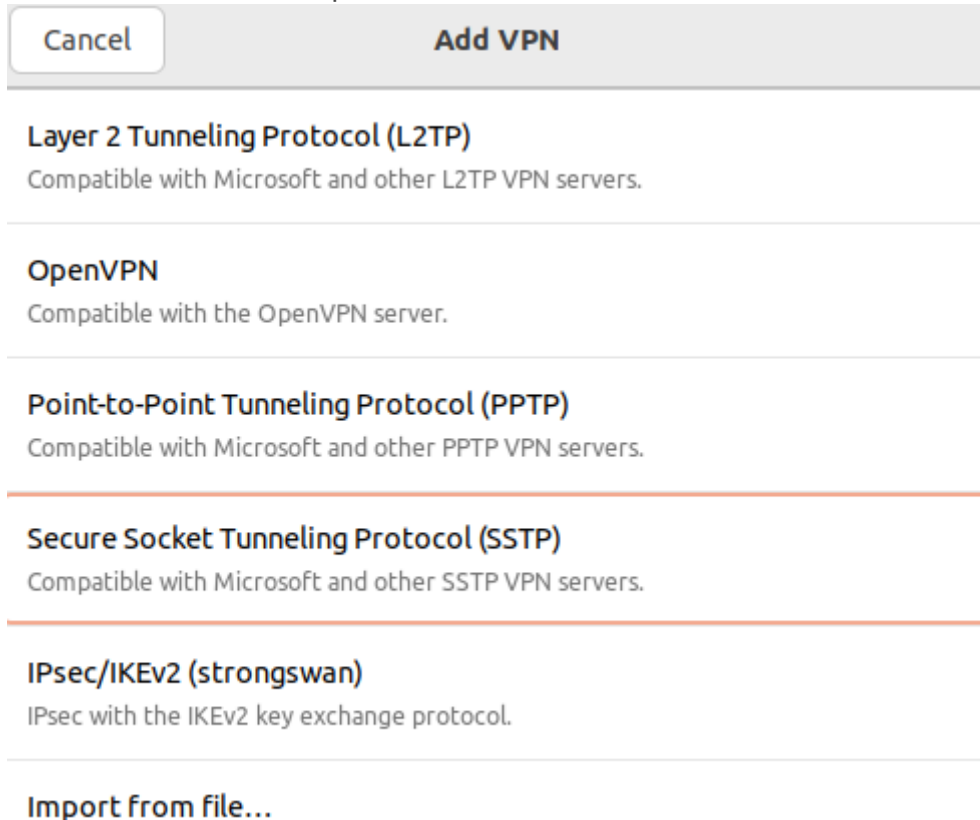 Cancel
Add VPN
Layer 2 Tunneling Protocol (L2TP)
Compatible with Microsoft and other L2TP VPN servers.
OpenVPN
Compatible with the OpenVPN server.
Point-to-Point Tunneling Protocol (PPTP)
Compatible with Microsoft and other PPTP VPN servers.
Secure Socket Tunneling Protocol (SSTP)
Compatible with Microsoft and other SSTP VPN servers.
IPsec/IKEv2 (strongswan)
IPsec with the IKEv2 key exchange protocol.
Import from file...